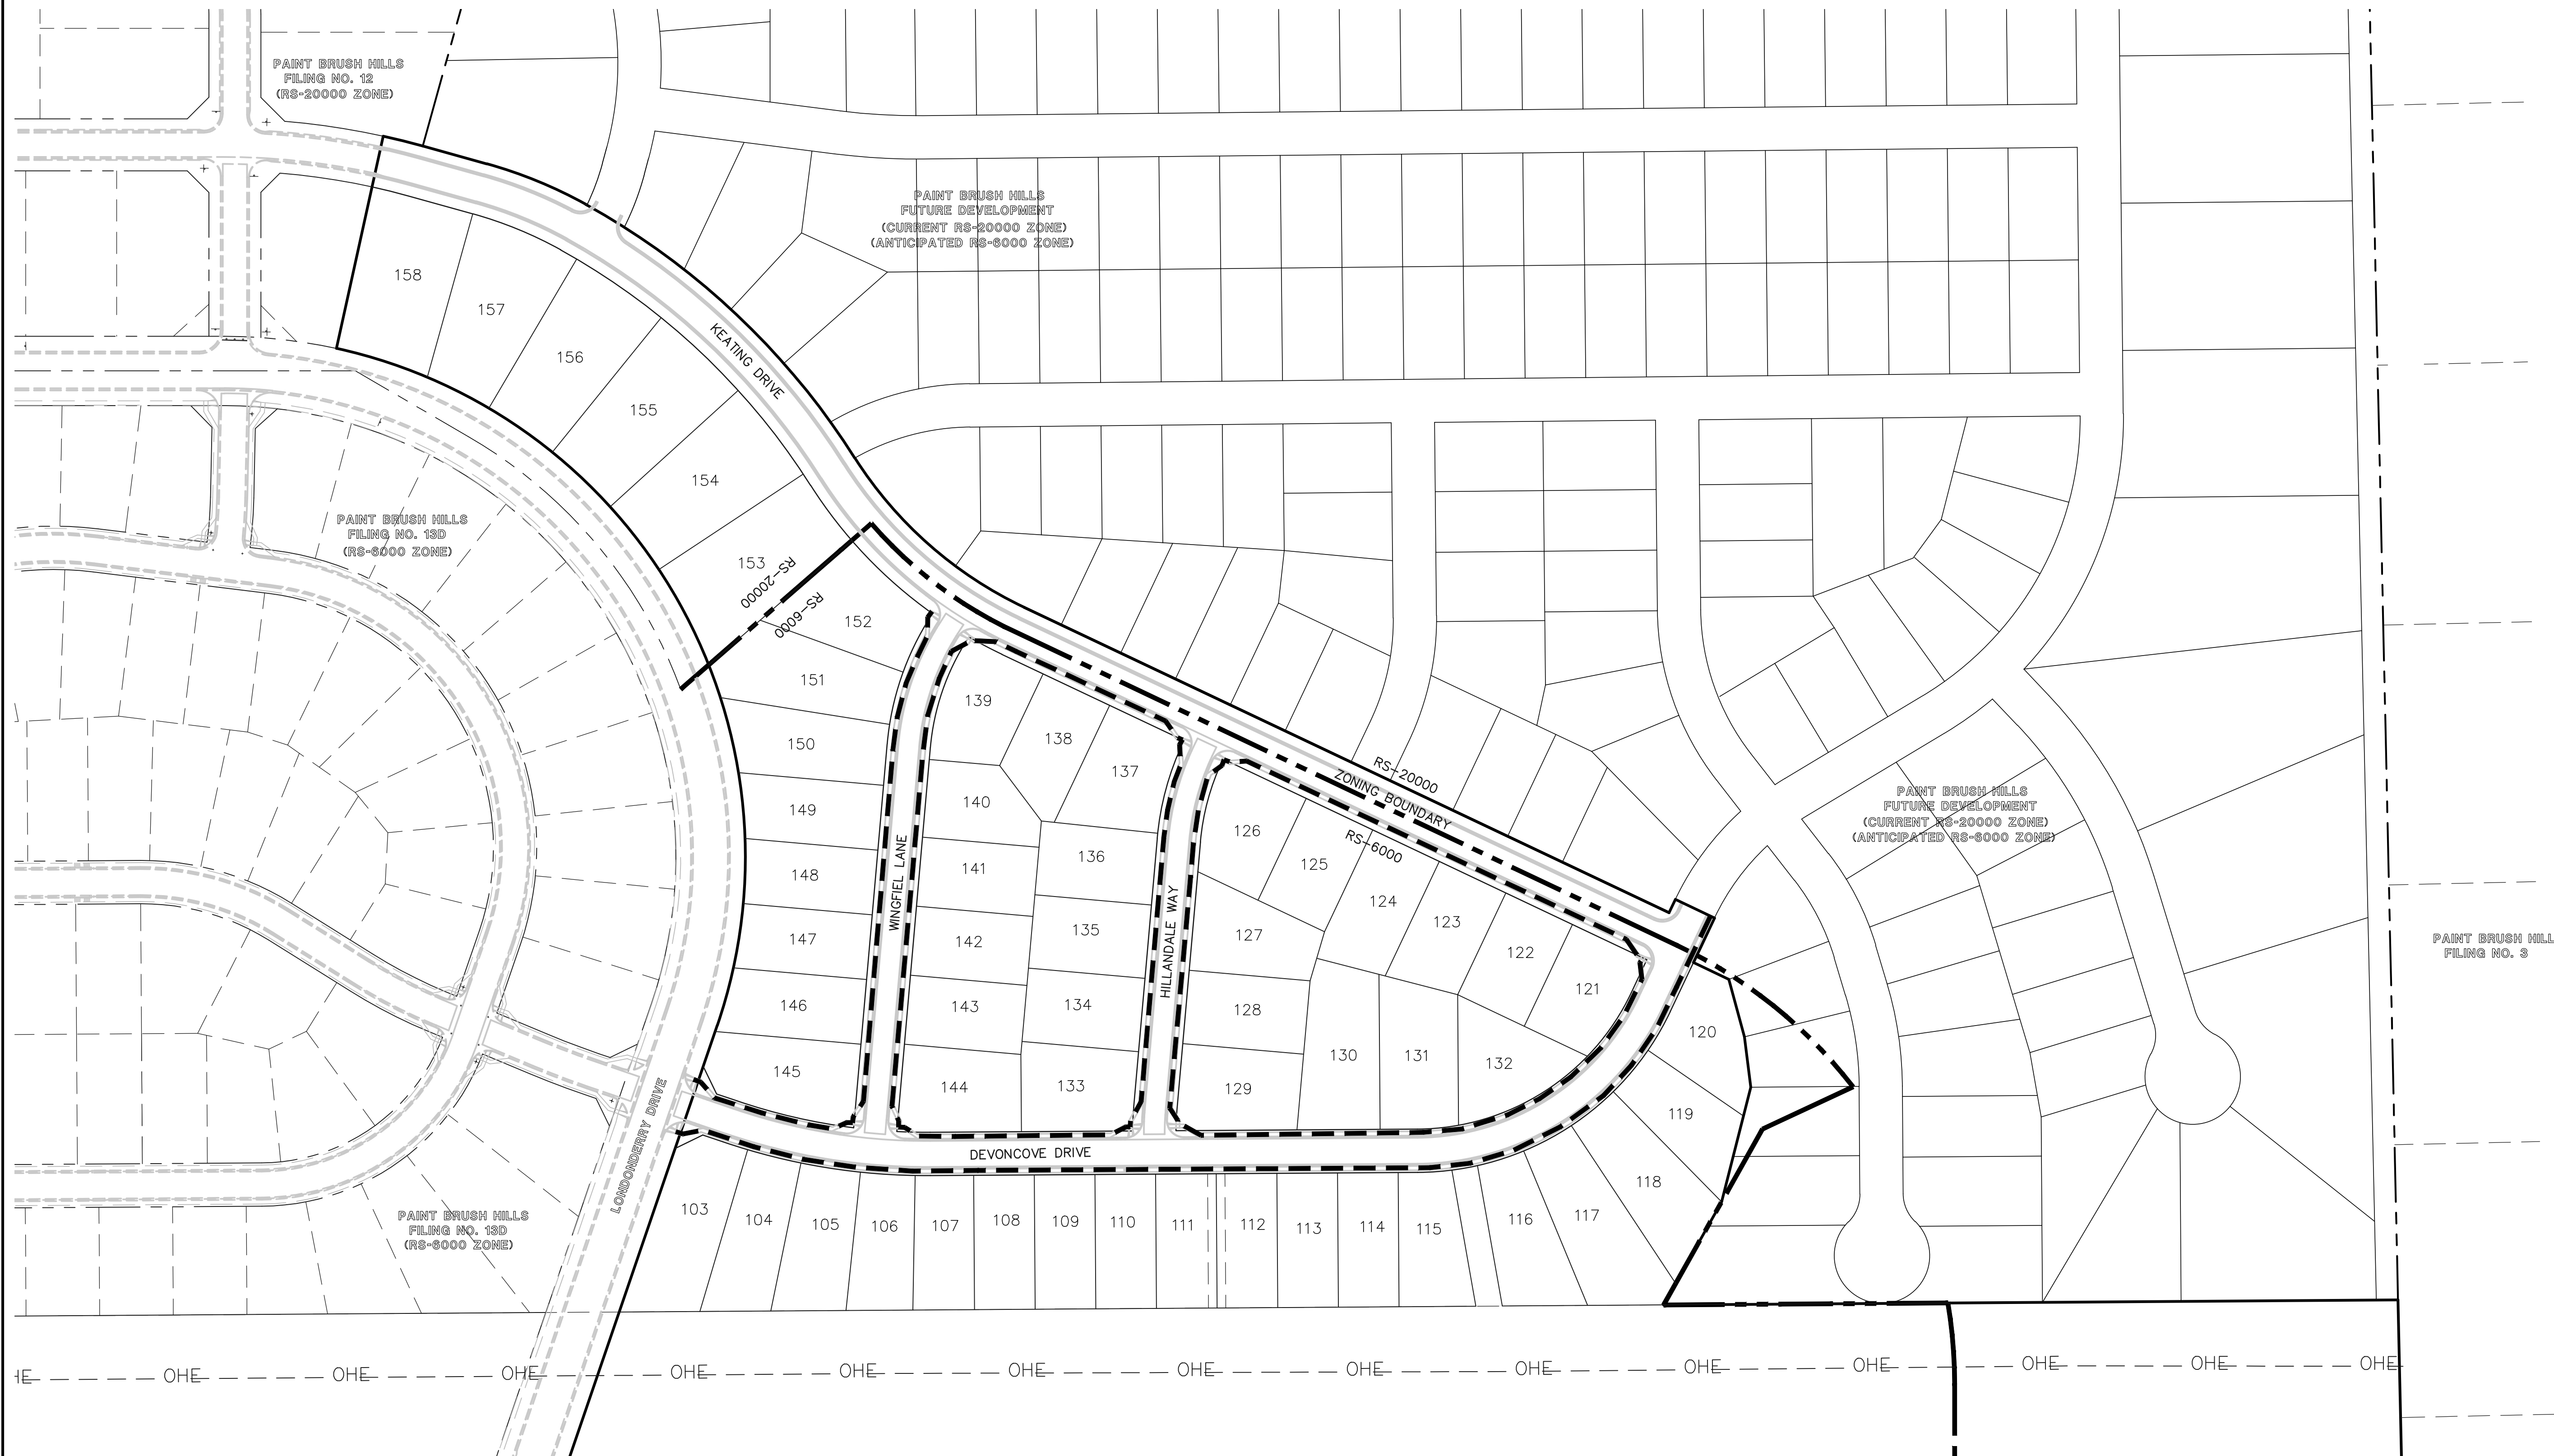 PAINT BRUSH HILLS
FILING NO. 12
(RS-20000 ZONE)
PAINT BRUSH HILLS
FUTURE DEVELOPMENT
(CURRENT RS-20000 ZONE)
(ANTICIPATED RS-6000 ZONE)
158
157
156
155
154
153
KEATING DRIVE
PAINT BRUSH HILLS
FILING NO. 13D
(RS-6000 ZONE)
RS-20000
RS-6000
152
151
150
149
148
147
146
145
WINGFIEL LANE
139
138
137
140
136
141
135
142
134
143
133
144
HILLANDALE WAY
126
125
124
123
122
121
127
128
129
130
131
132
RS-20000
ZONING BOUNDARY
RS-6000
PAINT BRUSH HILLS
FUTURE DEVELOPMENT
(CURRENT RS-20000 ZONE)
(ANTICIPATED RS-6000 ZONE)
PAINT BRUSH HILL
FILING NO. 3
120
119
118
117
116
LONDONDERRY DRIVE
DEVONCOVE DRIVE
PAINT BRUSH HILLS
FILING NO. 13D
(RS-6000 ZONE)
103
104
105
106
107
108
109
110
111
112
113
114
115
HE OHE OHE OHE OHE OHE OHE OHE OHE OHE OHE OHE OHE OHE OHE